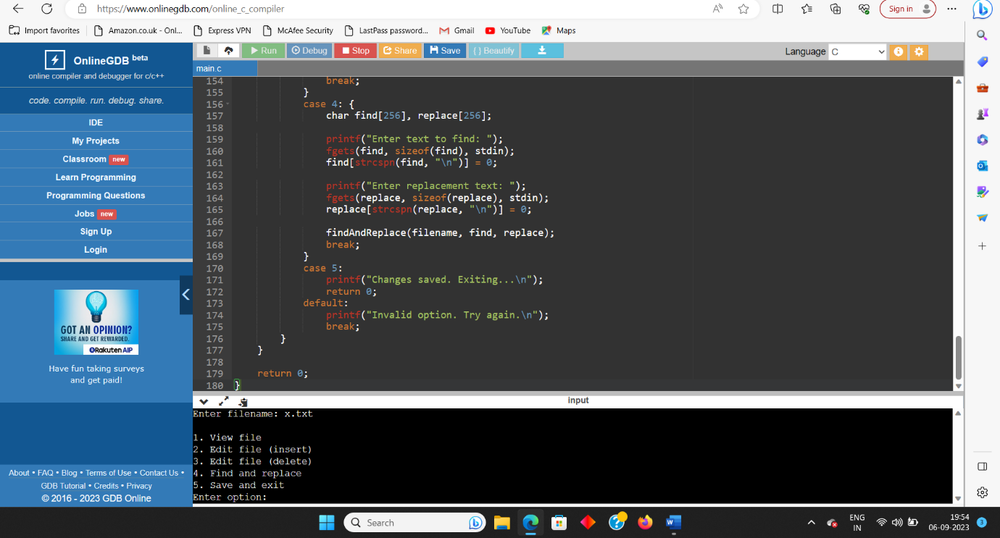 https://www.onlinegdb.com/online_c_compiler
Sign in
Import favorites
Amazon.co.uk - Onl...
Express VPN
McAfee Security
LastPass password...
Gmail
YouTube
Maps
OnlineGDB beta
online compiler and debugger for c/c++
code. compile. run. debug. share.
IDE
My Projects
Classroom new
Learn Programming
Programming Questions
Jobs new
Sign Up
Login
GOT AN OPINION?
SHARE AND GET REWARDED.
Rakuten AIP
Have fun taking surveys
and get paid!
About • FAQ • Blog • Terms of Use • Contact Us •
GDB Tutorial • Credits • Privacy
© 2016 - 2023 GDB Online
Run Debug Stop Share Save { } Beautify
Language C
main.c
154 break;
155 }
156 case 4: {
157 char find[256], replace[256];
158
159 printf("Enter text to find: ");
160 fgets(find, sizeof(find), stdin);
161 find[strcspn(find, "\n")] = 0;
162
163 printf("Enter replacement text: ");
164 fgets(replace, sizeof(replace), stdin);
165 replace[strcspn(replace, "\n")] = 0;
166
167 findAndReplace(filename, find, replace);
168 break;
169 }
170 case 5:
171 printf("Changes saved. Exiting...\n");
172 return 0;
173 default:
174 printf("Invalid option. Try again.\n");
175 break;
176 }
177 }
178
179 return 0;
180 }
input
Enter filename: x.txt
1. View file
2. Edit file (insert)
3. Edit file (delete)
4. Find and replace
5. Save and exit
Enter option:
Search
ENG
IN
19:54
06-09-2023
3